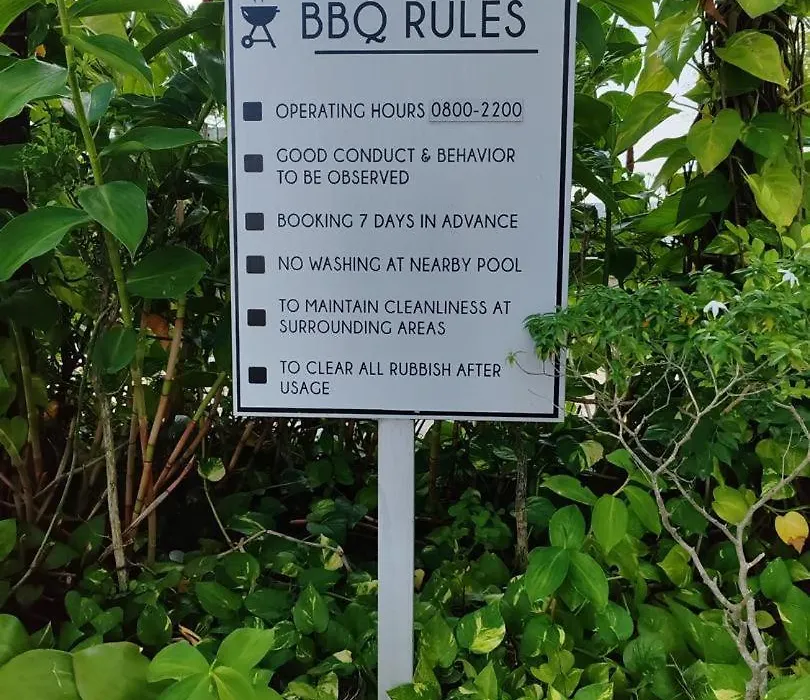 BBQ RULES
OPERATING HOURS 0800-2200
GOOD CONDUCT & BEHAVIOR
TO BE OBSERVED
BOOKING 7 DAYS IN ADVANCE
NO WASHING AT NEARBY POOL
TO MAINTAIN CLEANLINESS AT
SURROUNDING AREAS
TO CLEAR ALL RUBBISH AFTER
USAGE